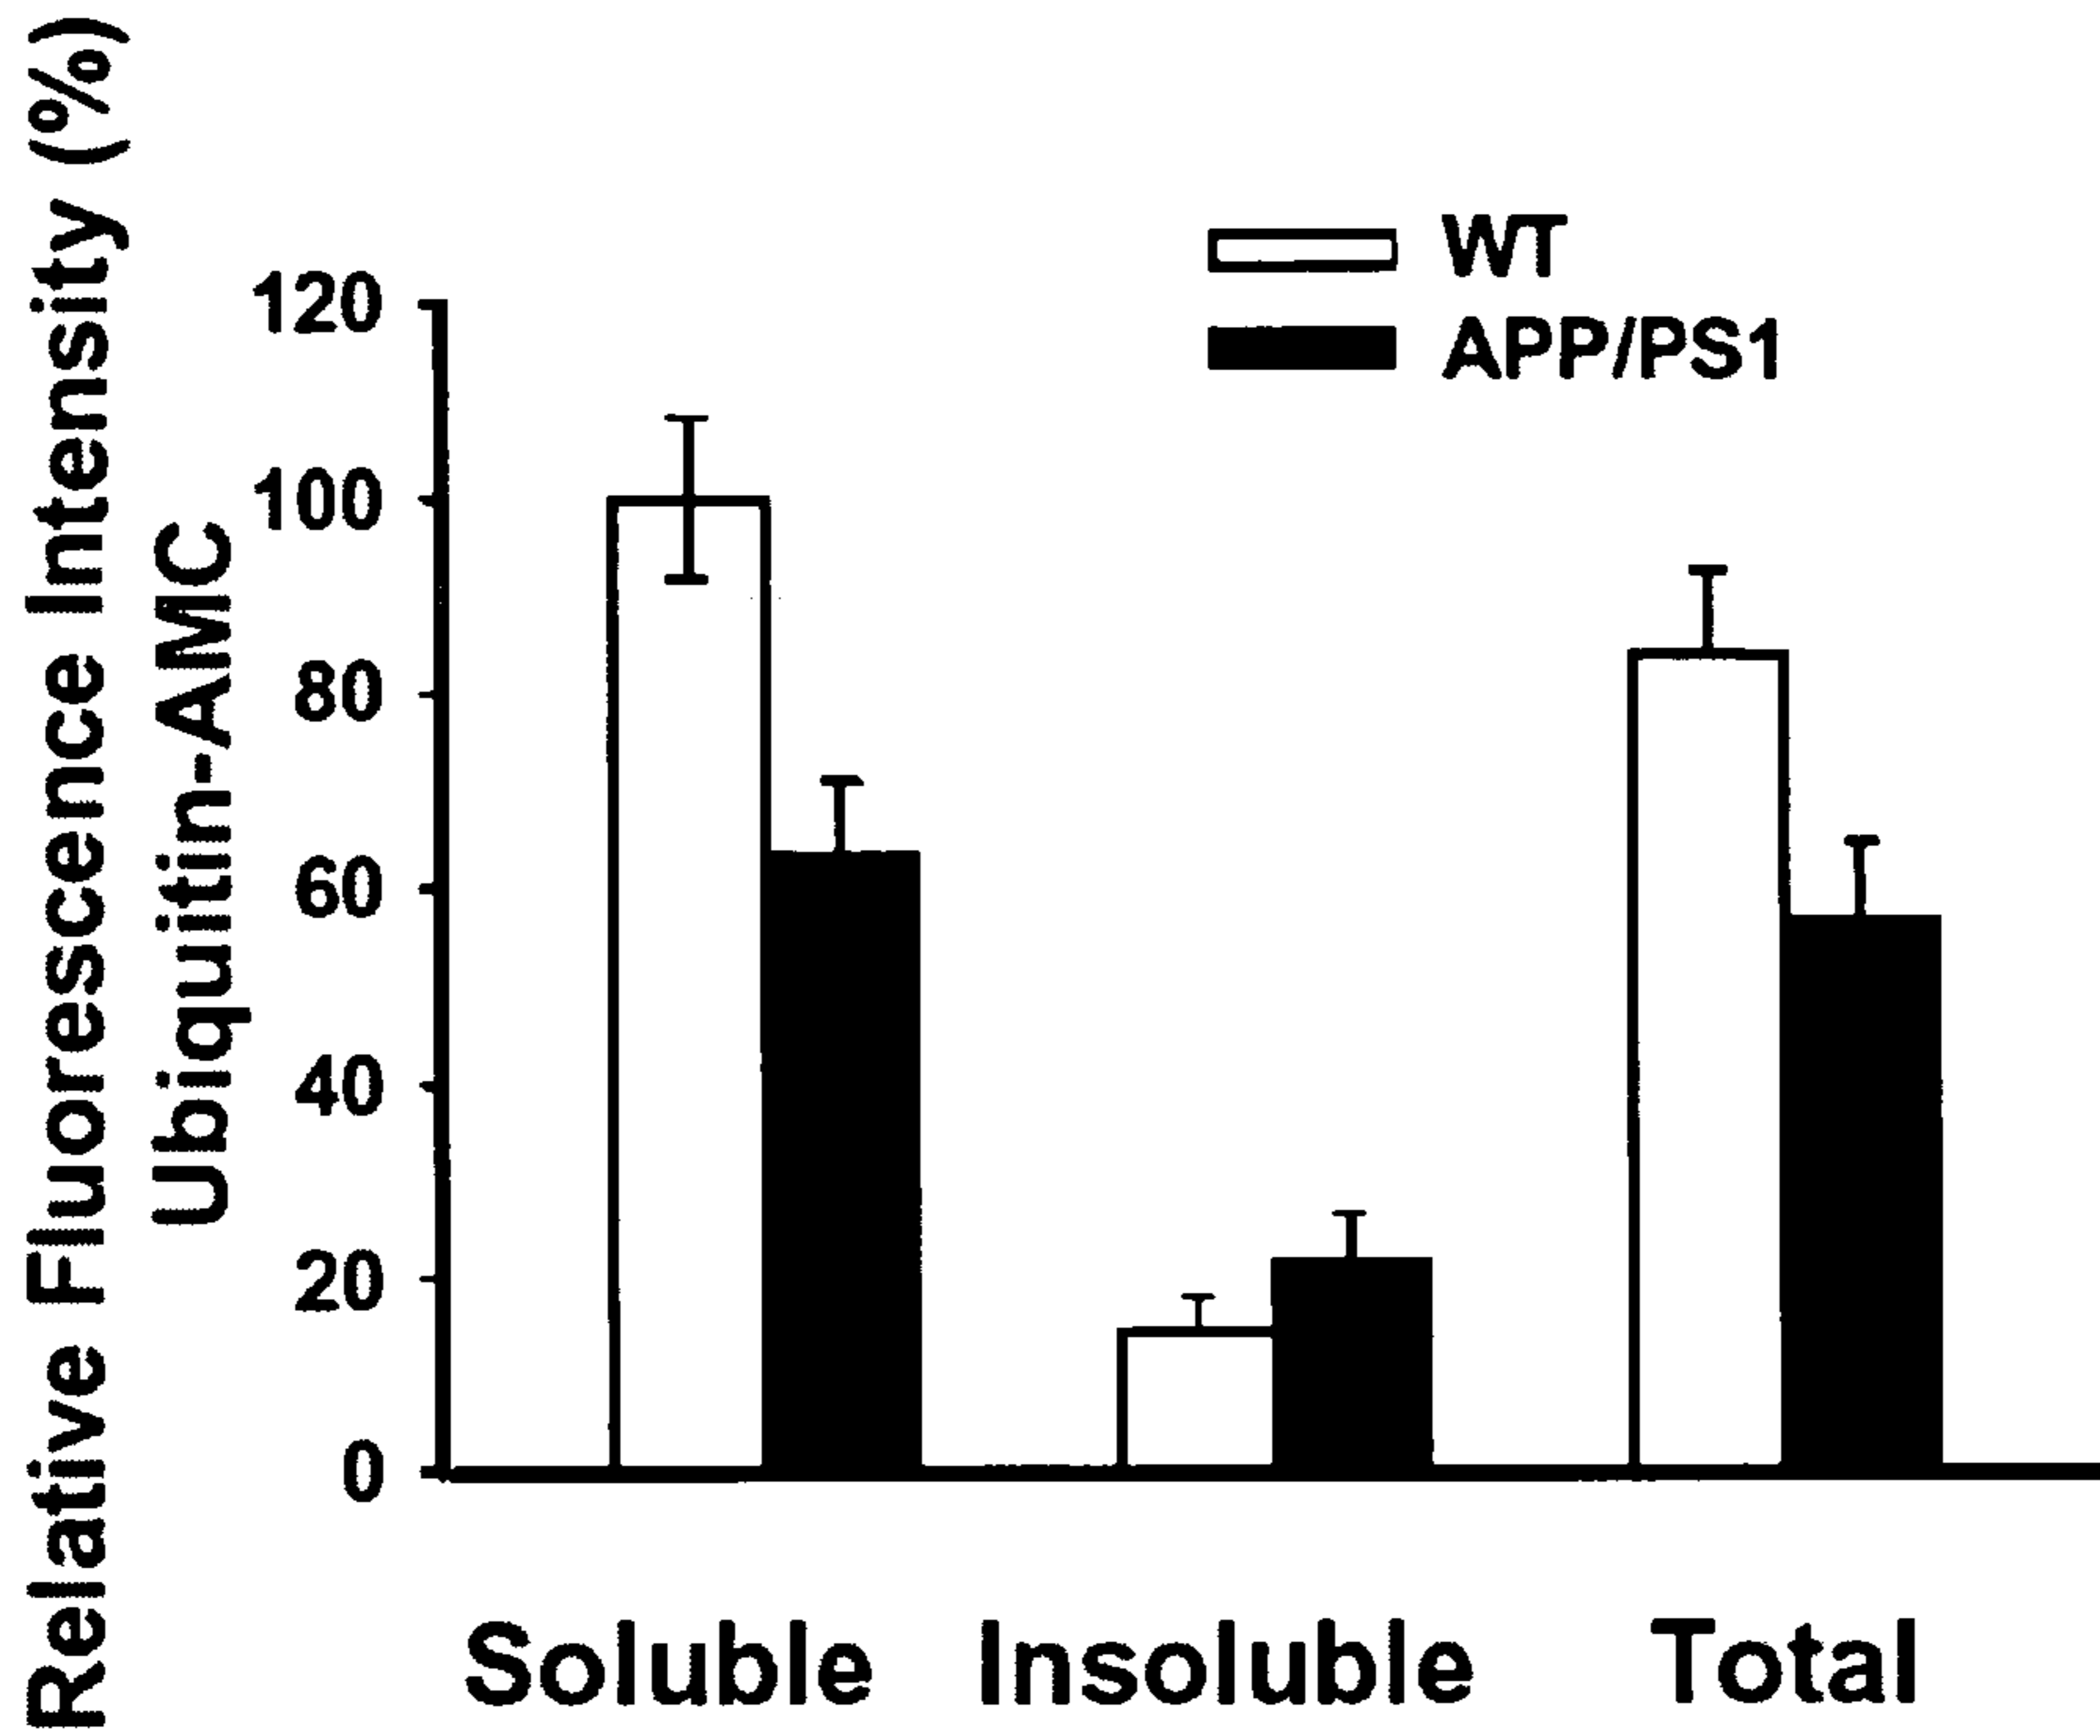 Relative Fluorescence Intensity (%)
Ubiquitin-AMC
WT
APP/PS1
120
100
80
60
40
20
0
Soluble Insoluble Total